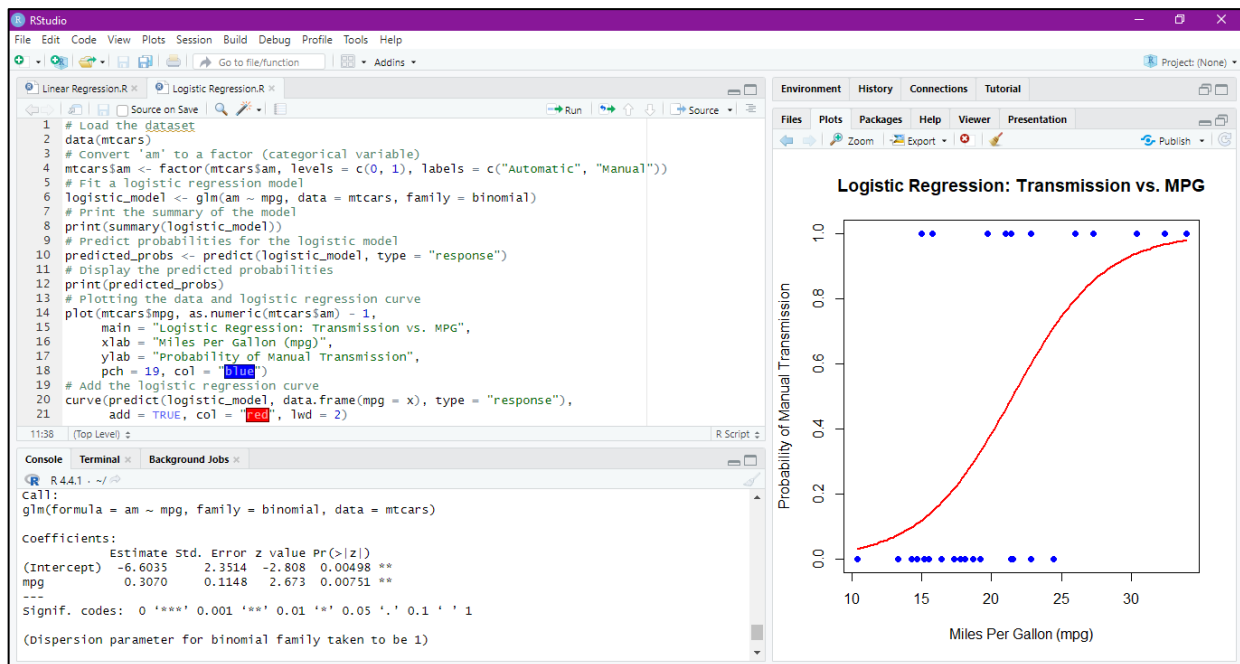 RStudio
File Edit Code View Plots Session Build Debug Profile Tools Help
Go to file/function Addins Project: (None)
Linear Regression.R Logistic Regression.R
Source on Save Run Source
1 # Load the dataset
2 data(mtcars)
3 # Convert 'am' to a factor (categorical variable)
4 mtcars$am <- factor(mtcars$am, levels = c(0, 1), labels = c("Automatic", "Manual"))
5 # Fit a logistic regression model
6 logistic_model <- glm(am ~ mpg, data = mtcars, family = binomial)
7 # Print the summary of the model
8 print(summary(logistic_model))
9 # Predict probabilities for the logistic model
10 predicted_probs <- predict(logistic_model, type = "response")
11 # Display the predicted probabilities
12 print(predicted_probs)
13 # Plotting the data and logistic regression curve
14 plot(mtcars$mpg, as.numeric(mtcars$am) - 1,
15 main = "Logistic Regression: Transmission vs. MPG",
16 xlab = "Miles Per Gallon (mpg)",
17 ylab = "Probability of Manual Transmission",
18 pch = 19, col = "blue")
19 # Add the logistic regression curve
20 curve(predict(logistic_model, data.frame(mpg = x), type = "response"),
21 add = TRUE, col = "red", lwd = 2)
11:38 (Top Level) R Script
Console Terminal Background Jobs
R 4.4.1 · ~/
Call:
glm(formula = am ~ mpg, family = binomial, data = mtcars)
Coefficients:
Estimate Std. Error z value Pr(>|z|)
(Intercept) -6.6035 2.3514 -2.808 0.00498 **
mpg 0.3070 0.1148 2.673 0.00751 **
---
Signif. codes: 0 ‘***’ 0.001 ‘**’ 0.01 ‘*’ 0.05 ‘.’ 0.1 ‘ ’ 1
(Dispersion parameter for binomial family taken to be 1)
Environment History Connections Tutorial
Files Plots Packages Help Viewer Presentation
Zoom Export Publish
Logistic Regression: Transmission vs. MPG
Probability of Manual Transmission
1.0
0.8
0.6
0.4
0.2
0.0
10 15 20 25 30
Miles Per Gallon (mpg)